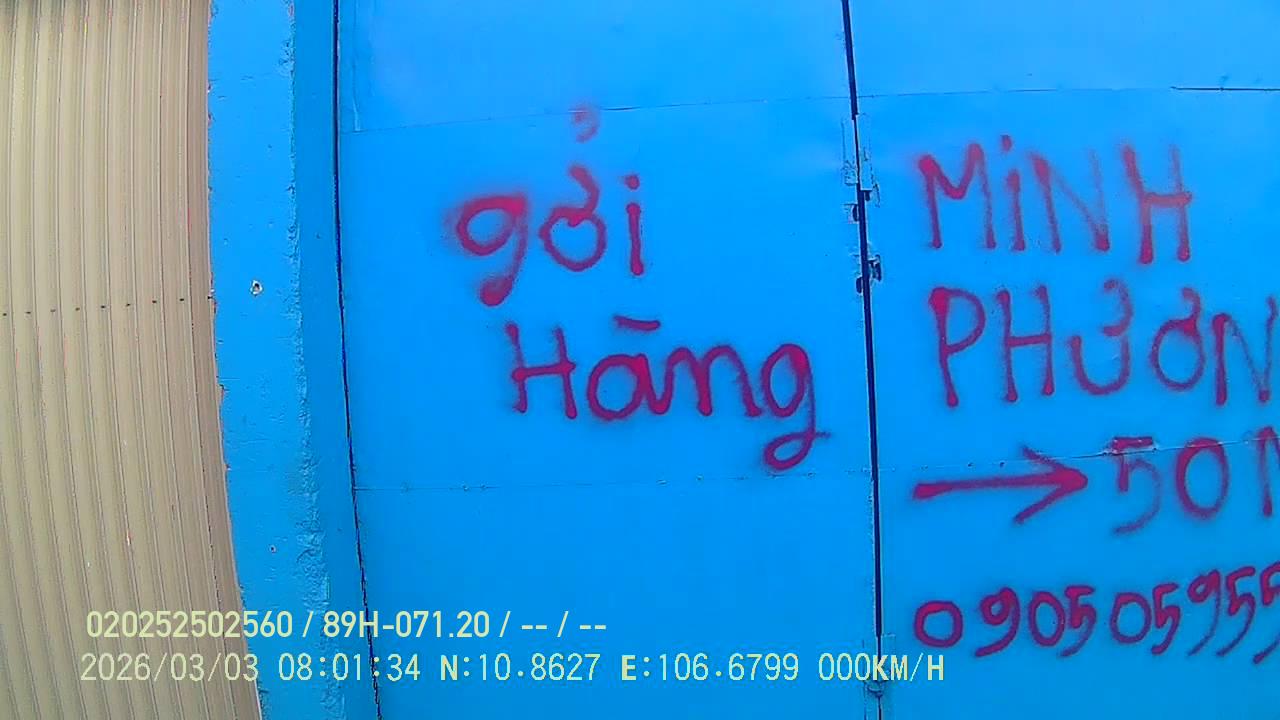 gởi
Hàng
MINH
PHƯƠN
→ 50
090505955
020252502560 / 89H-071.20 / -- / --
2026/03/03 08:01:34 N:10.8627 E:106.6799 000KM/H